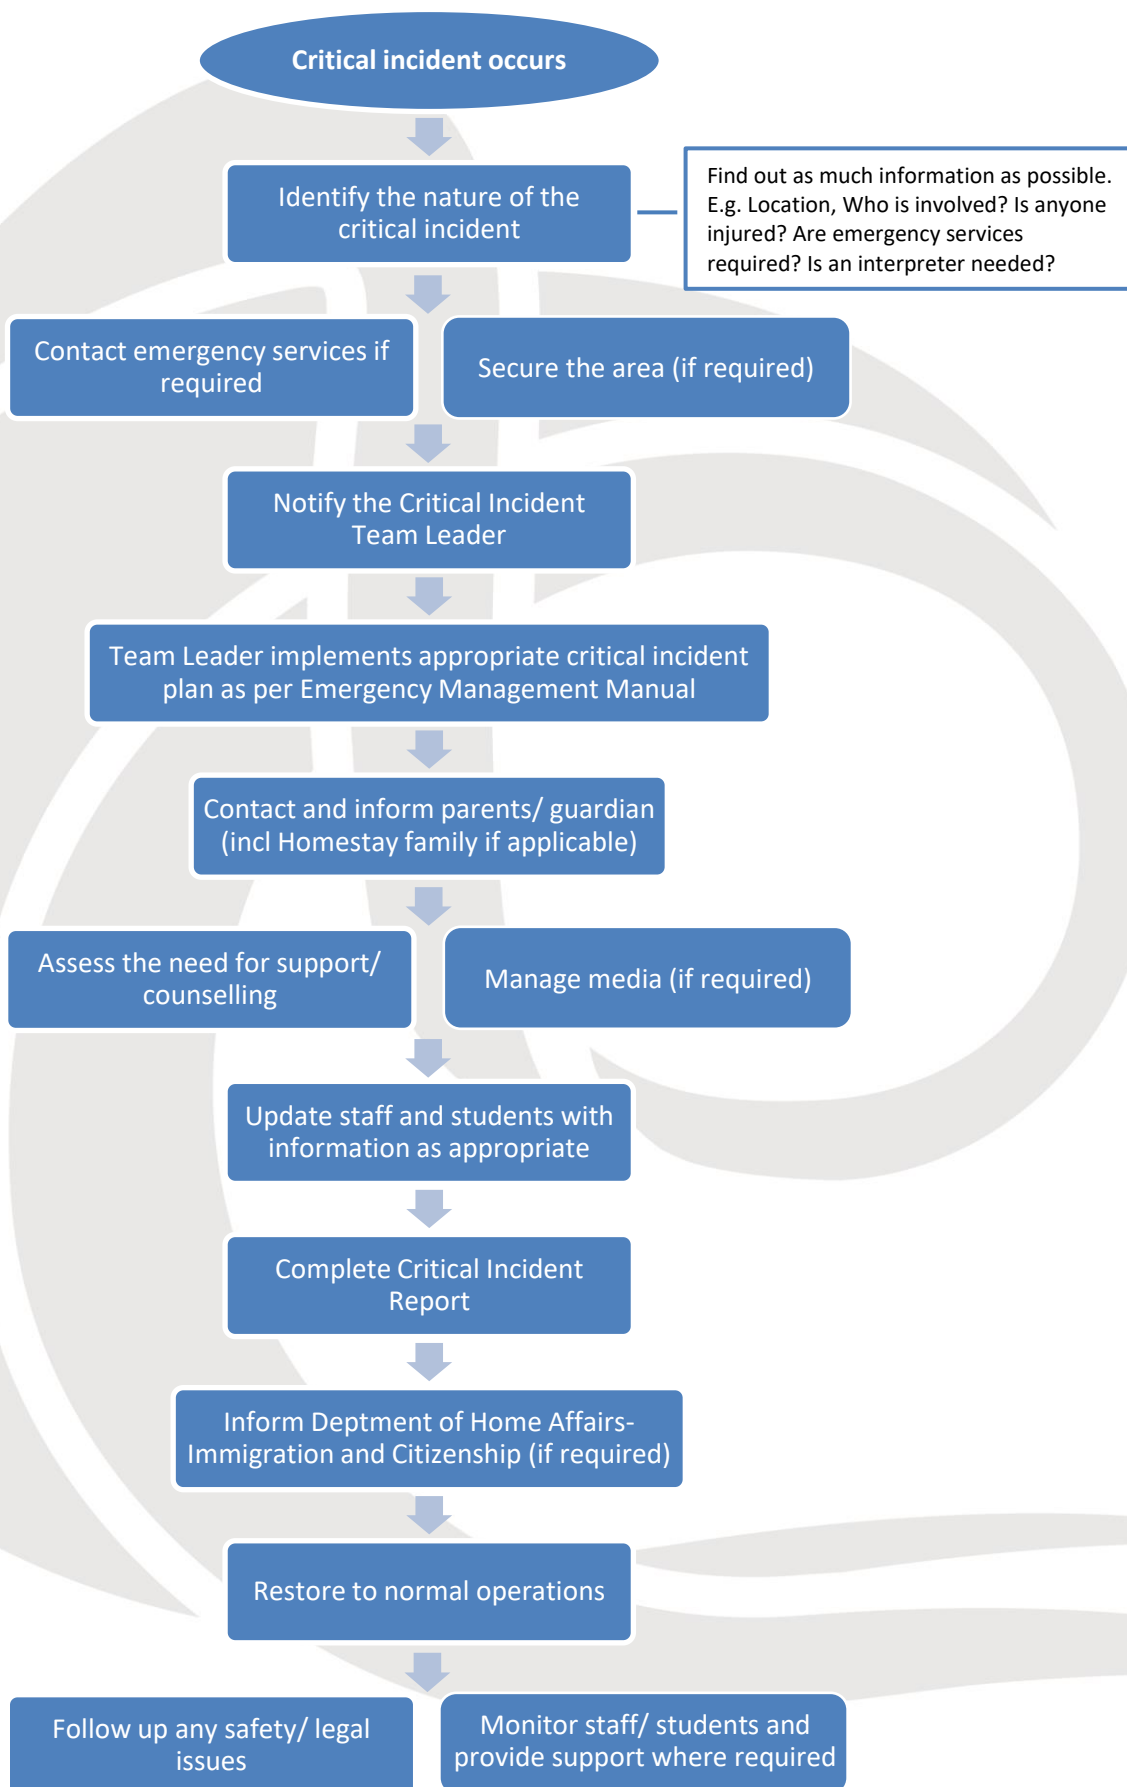 Critical incident occurs
Identify the nature of the
critical incident
Find out as much information as possible.
E.g. Location, Who is involved? Is anyone
injured? Are emergency services
required? Is an interpreter needed?
Contact emergency services if
required
Secure the area (if required)
Notify the Critical Incident
Team Leader
Team Leader implements appropriate critical incident
plan as per Emergency Management Manual
Contact and inform parents/ guardian
(incl Homestay family if applicable)
Assess the need for support/
counselling
Manage media (if required)
Update staff and students with
information as appropriate
Complete Critical Incident
Report
Inform Deptment of Home Affairs-
Immigration and Citizenship (if required)
Restore to normal operations
Follow up any safety/ legal
issues
Monitor staff/ students and
provide support where required